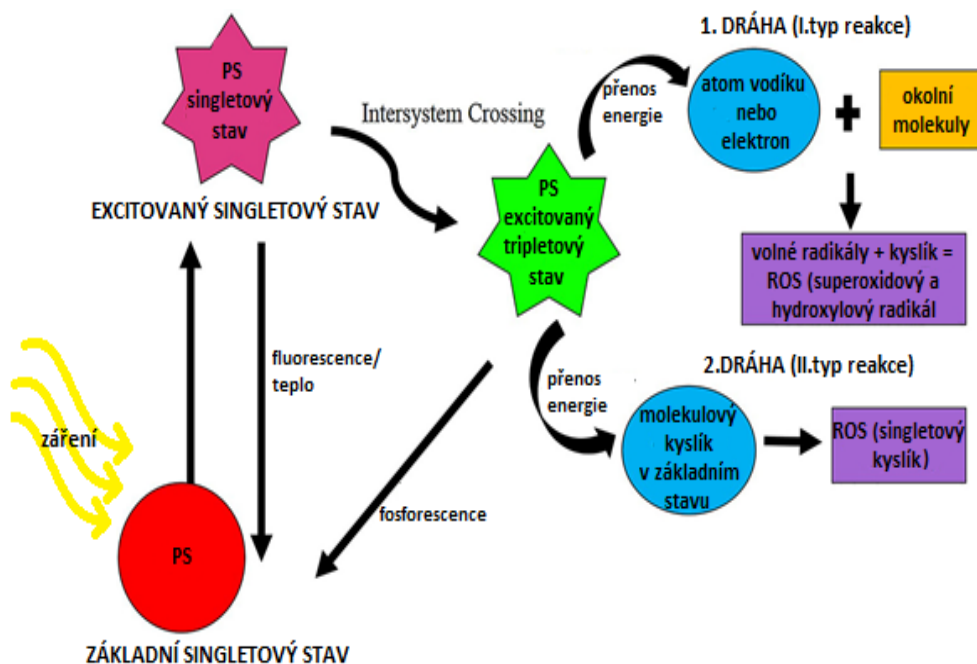 1. DRÁHA (I.typ reakce)
PS
singletový
stav
přenos
energie
atom vodíku
nebo
elektron
okolní
molekuly
Intersystem Crossing
EXCITOVANÝ SINGLETOVÝ STAV
PS
excitovaný
tripletový
stav
volné radikály + kyslík =
ROS (superoxidový a
hydroxylový radikál
fluorescence/
teplo
2.DRÁHA (II.typ reakce)
přenos
energie
molekulový
kyslík
v základním
stavu
ROS (singletový
kyslík)
záření
fosforescence
PS
ZÁKLADNÍ SINGLETOVÝ STAV